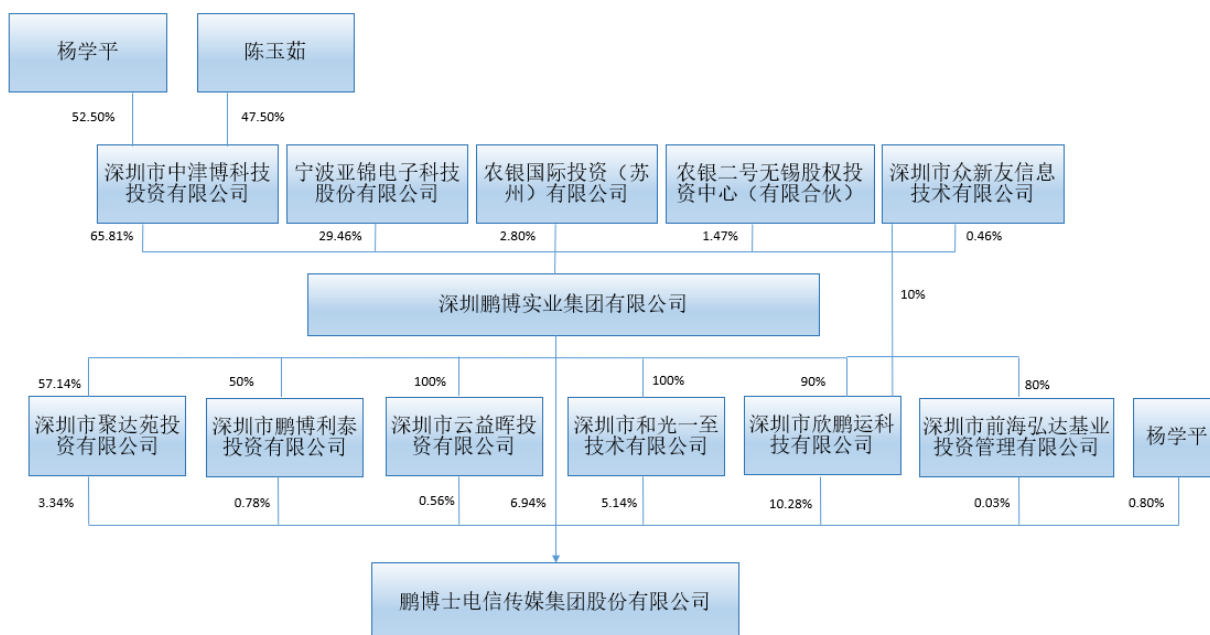 杨学平
陈玉茹
52.50%
47.50%
深圳市中津博科技
投资有限公司
宁波亚锦电子科技
股份有限公司
农银国际投资（苏
州）有限公司
农银二号无锡股权投
资中心（有限合伙）
深圳市众新友信息
技术有限公司
65.81%
29.46%
2.80%
1.47%
0.46%
深圳鹏博实业集团有限公司
10%
57.14%
50%
100%
100%
90%
80%
深圳市聚达苑投
资有限公司
深圳市鹏博利泰
投资有限公司
深圳市云益晖投
资有限公司
深圳市和光一至
技术有限公司
深圳市欣鹏运科
技有限公司
深圳市前海弘达基业
投资管理有限公司
杨学平
3.34%
0.78%
0.56%
6.94%
5.14%
10.28%
0.03%
0.80%
鹏博士电信传媒集团股份有限公司